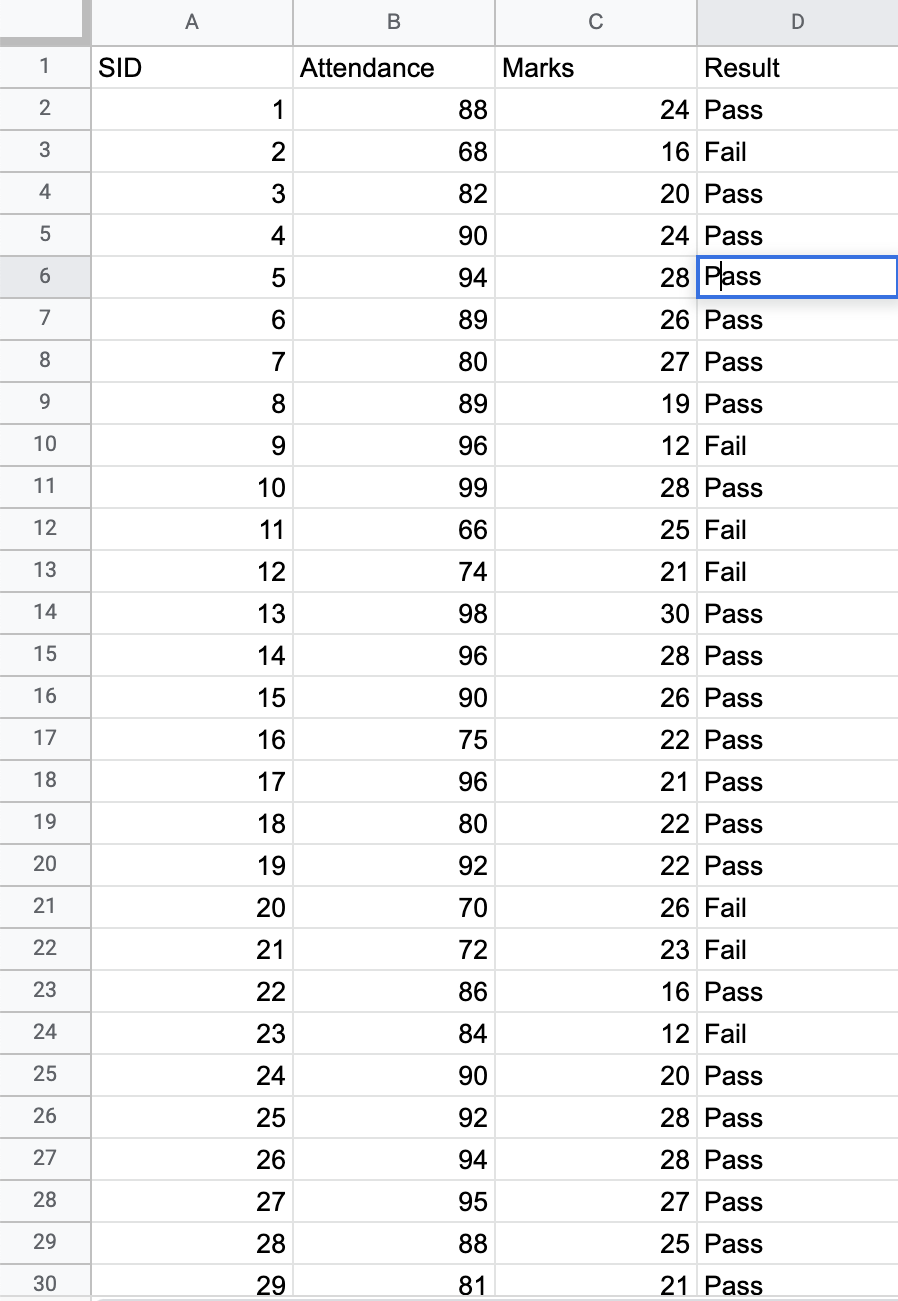 A B C D
1 SID Attendance Marks Result
2 1 88 24 Pass
3 2 68 16 Fail
4 3 82 20 Pass
5 4 90 24 Pass
6 5 94 28 Pass
7 6 89 26 Pass
8 7 80 27 Pass
9 8 89 19 Pass
10 9 96 12 Fail
11 10 99 28 Pass
12 11 66 25 Fail
13 12 74 21 Fail
14 13 98 30 Pass
15 14 96 28 Pass
16 15 90 26 Pass
17 16 75 22 Pass
18 17 96 21 Pass
19 18 80 22 Pass
20 19 92 22 Pass
21 20 70 26 Fail
22 21 72 23 Fail
23 22 86 16 Pass
24 23 84 12 Fail
25 24 90 20 Pass
26 25 92 28 Pass
27 26 94 28 Pass
28 27 95 27 Pass
29 28 88 25 Pass
30 29 81 21 Pass